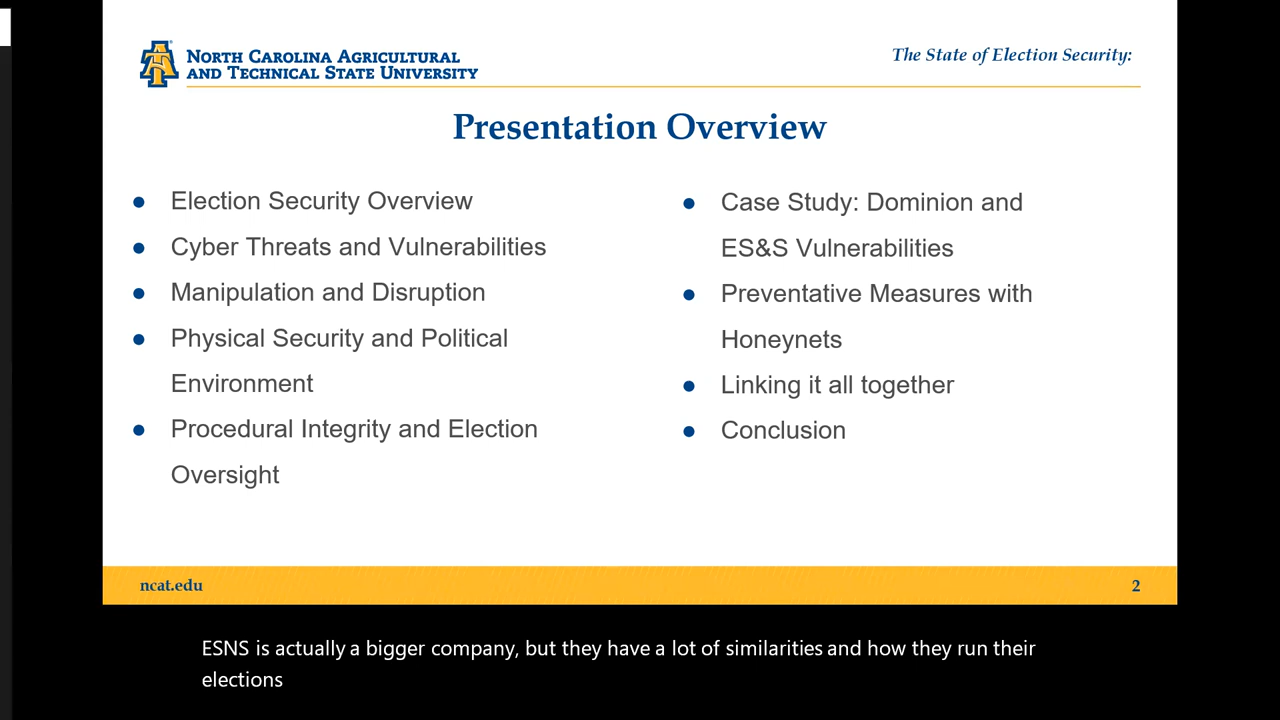 NORTH CAROLINA AGRICULTURAL
AND TECHNICAL STATE UNIVERSITY
The State of Election Security:
Presentation Overview
● Election Security Overview
● Cyber Threats and Vulnerabilities
● Manipulation and Disruption
● Physical Security and Political
Environment
● Procedural Integrity and Election
Oversight
● Case Study: Dominion and
ES&S Vulnerabilities
● Preventative Measures with
Honeynets
● Linking it all together
● Conclusion
ncat.edu
2
ESNS is actually a bigger company, but they have a lot of similarities and how they run their
elections